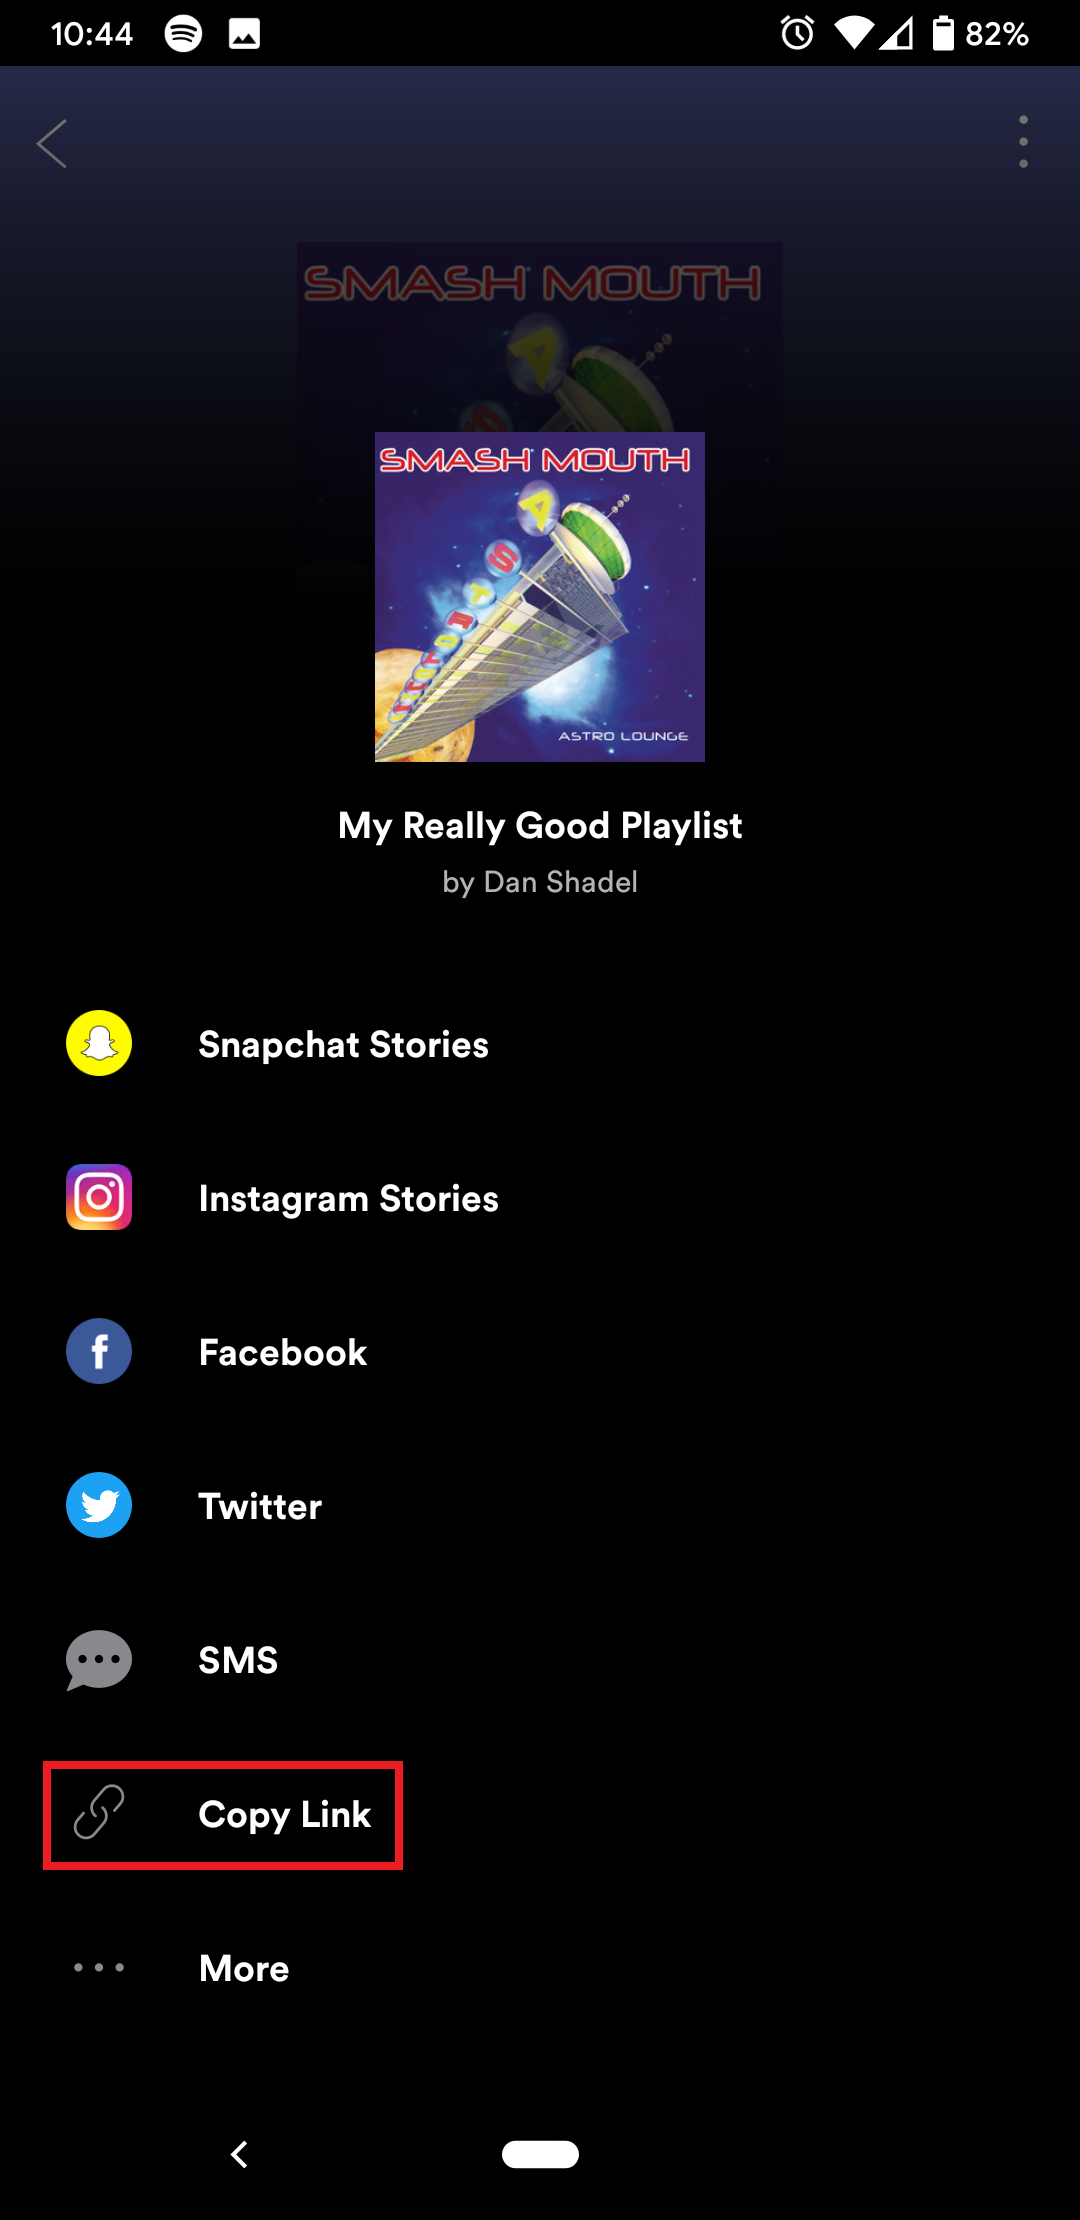 10:44
82%
SMASH MOUTH
A
S
SMASH MOUTH
A
S
T
R
O
ASTRO LOUNGE
My Really Good Playlist
by Dan Shadel
Snapchat Stories
Instagram Stories
f
Facebook
Twitter
SMS
Copy Link
More